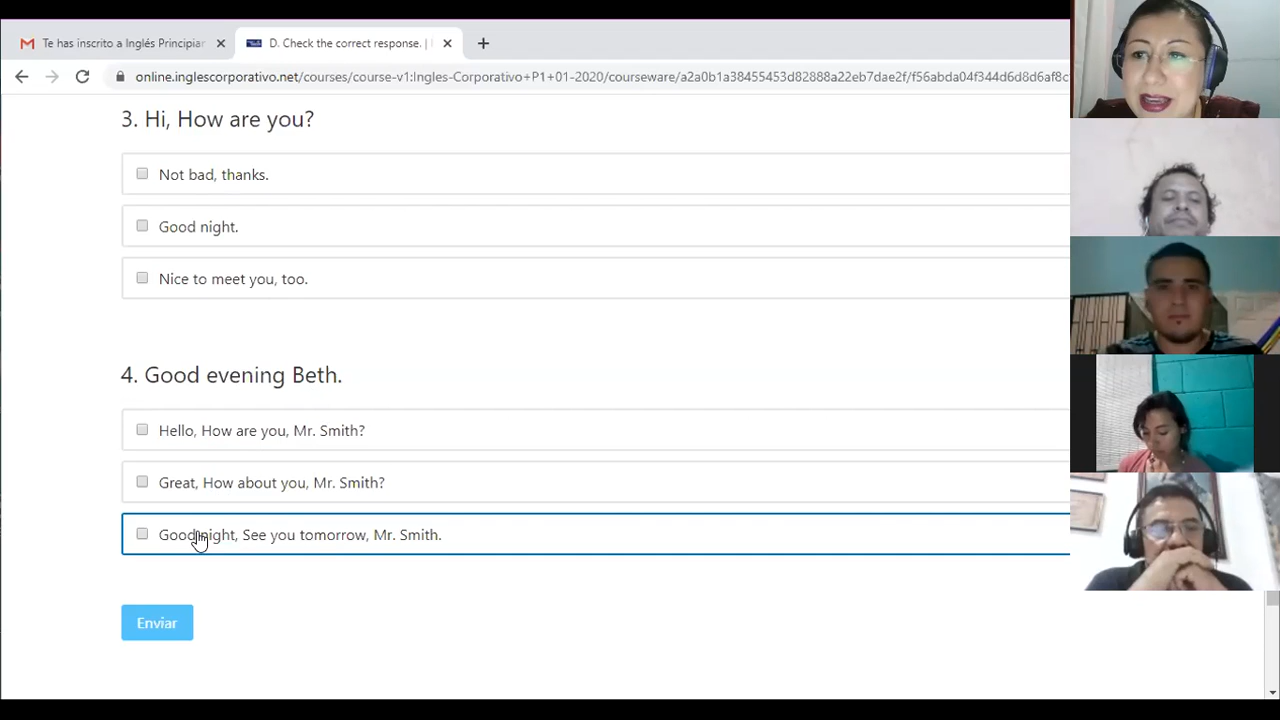 Te has inscrito a Inglés Principian
D. Check the correct response. |
online.inglescorporativo.net/courses/course-v1:Ingles-Corporativo+P1+01-2020/courseware/a2a0b1a38455453d82888a22eb7dae2f/f56abda04f344d6d8d6af8c
3. Hi, How are you?
Not bad, thanks.
Good night.
Nice to meet you, too.
4. Good evening Beth.
Hello, How are you, Mr. Smith?
Great, How about you, Mr. Smith?
Good night, See you tomorrow, Mr. Smith.
Enviar